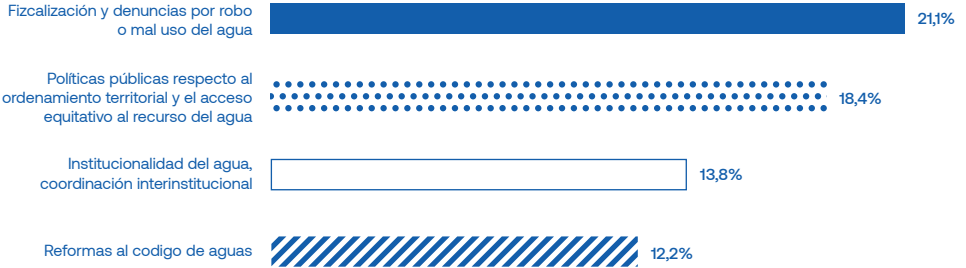 Fizcalización y denuncias por robo
o mal uso del agua
21,1%
Políticas públicas respecto al
ordenamiento territorial y el acceso
equitativo al recurso del agua
18,4%
Institucionalidad del agua,
coordinación interinstitucional
13,8%
Reformas al codigo de aguas
12,2%